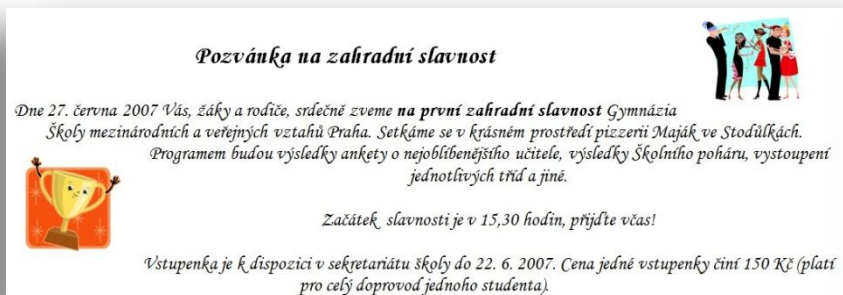 Pozvánka na zahradní slavnost
Dne 27. června 2007 Vás, žáky a rodiče, srdečně zveme na první zahradní slavnost Gymnázia
Školy mezinárodních a veřejných vztahů Praha. Setkáme se v krásném prostředí pizzerii Maják ve Stodůlkách.
Programem budou výsledky ankety o nejoblíbenějšího učitele, výsledky Školního poháru, vystoupení
jednotlivých tříd a jiné.
Začátek slavnosti je v 15,30 hodin, přijďte včas!
Vstupenka je k dispozici v sekretariátu školy do 22. 6. 2007. Cena jedné vstupenky činí 150 Kč (platí
pro celý doprovod jednoho studenta).